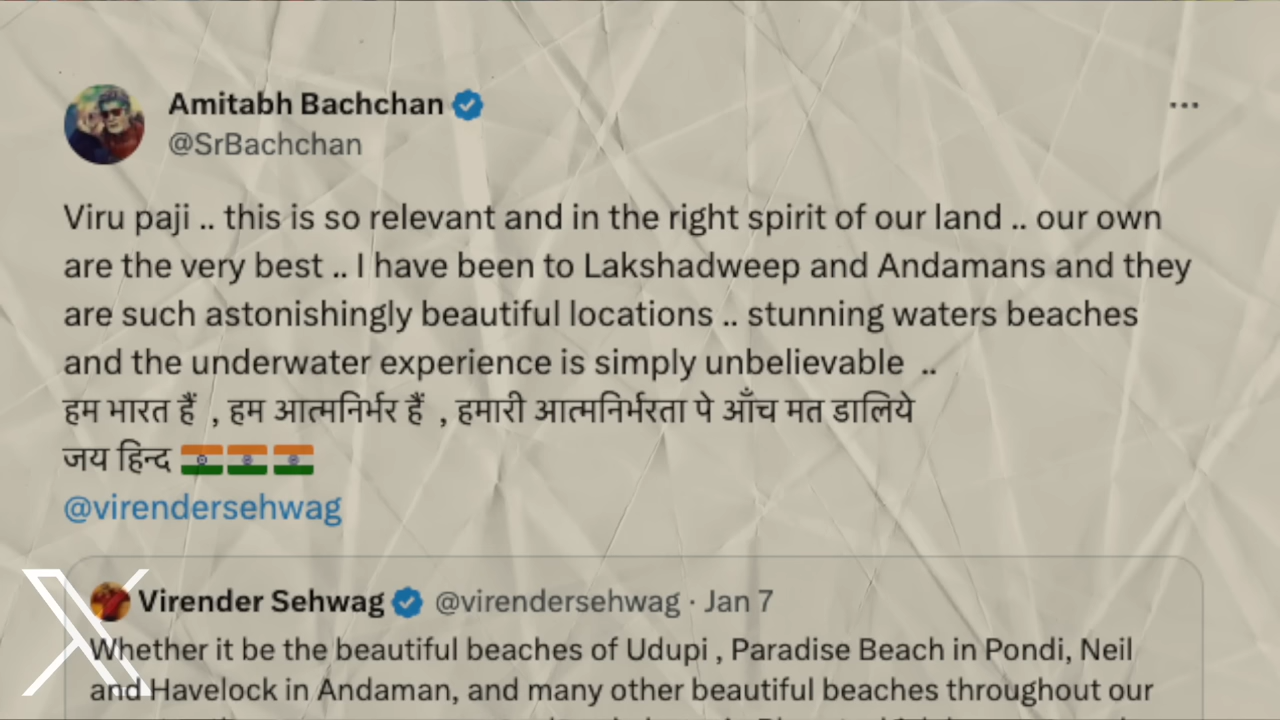 Amitabh Bachchan
@SrBachchan
Viru paji .. this is so relevant and in the right spirit of our land .. our own
are the very best .. I have been to Lakshadweep and Andamans and they
are such astonishingly beautiful locations .. stunning waters beaches
and the underwater experience is simply unbelievable ..
हम भारत हैं , हम आत्मनिर्भर हैं , हमारी आत्मनिर्भरता पे आँच मत डालिये
जय हिन्द 🇮🇳🇮🇳🇮🇳
@virendersehwag
Virender Sehwag @virendersehwag · Jan 7
Whether it be the beautiful beaches of Udupi , Paradise Beach in Pondi, Neil
and Havelock in Andaman, and many other beautiful beaches throughout our